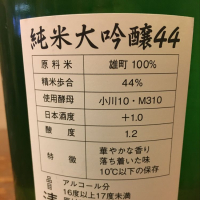 純米大吟醸44
原料米 雄町 100%
精米歩合 44%
使用酵母 小川10・M310
日本酒度 +1.0
酸度 1.2
特徴 華やかな香り
落ち着いた味
10℃以下の保存
品目 アルコール分
16度以上17度未満